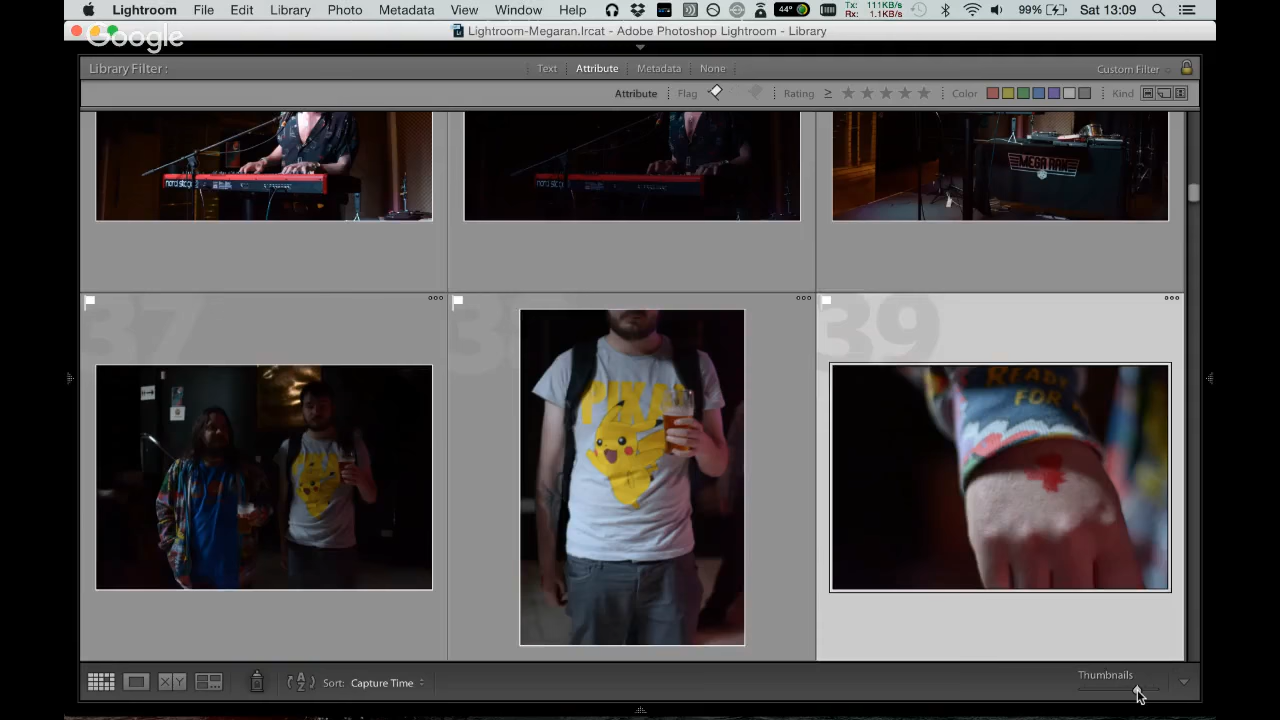 Lightroom File Edit Library Photo Metadata View Window Help 44° Tx: 111KB/s Rx: 1.1KB/s 99% Sat 13:09
Google
Lightroom-Megaran.lrcat - Adobe Photoshop Lightroom - Library
Library Filter : Text Attribute Metadata None Custom Filter
Attribute Flag Rating ≥ Color Kind
nord stage
MEGA RAN
37 39
READY
FOR
Sort: Capture Time
Thumbnails